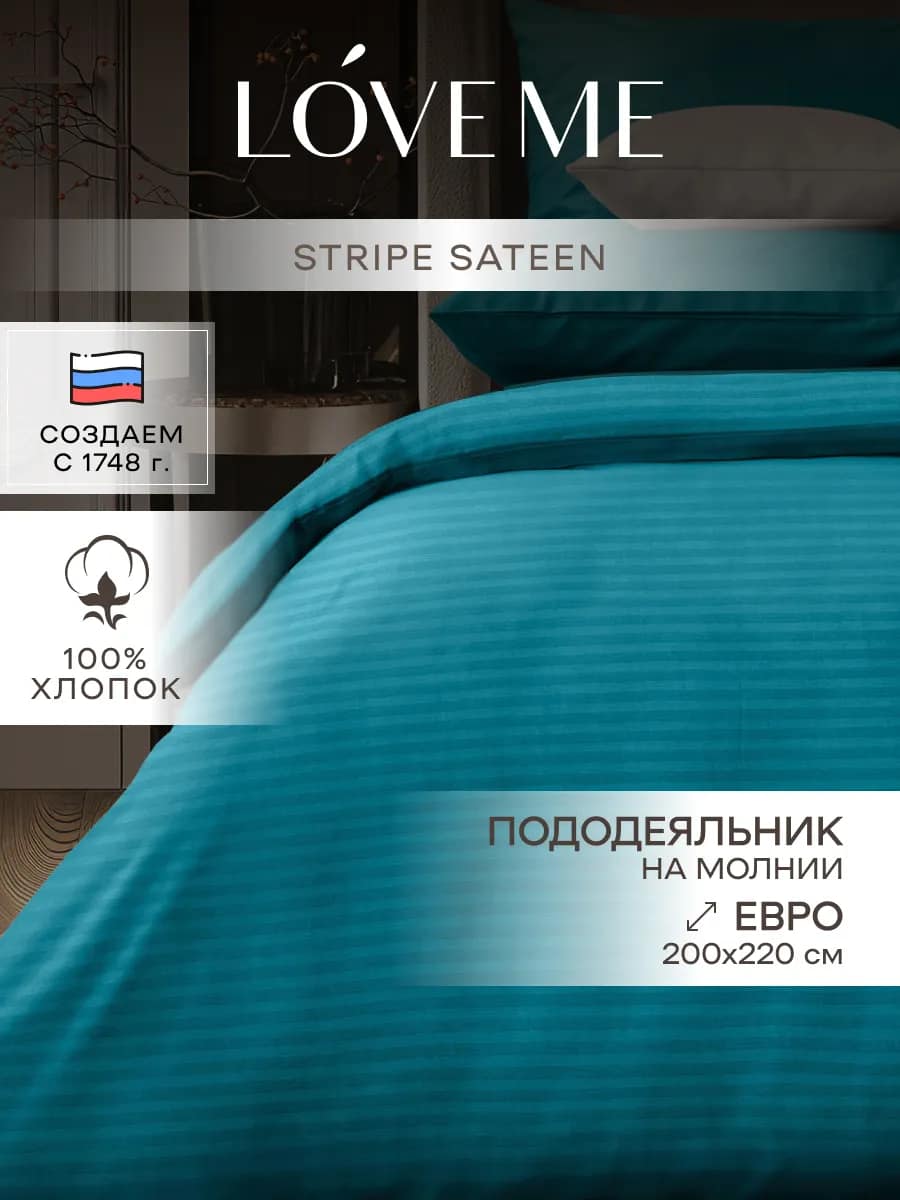 LÓVE ME
STRIPE SATEEN
СОЗДАЕМ
С 1748 г.
100%
ХЛОПОК
ПОДОДЕЯЛЬНИК
НА МОЛНИИ
ЕВРО
200х220 см